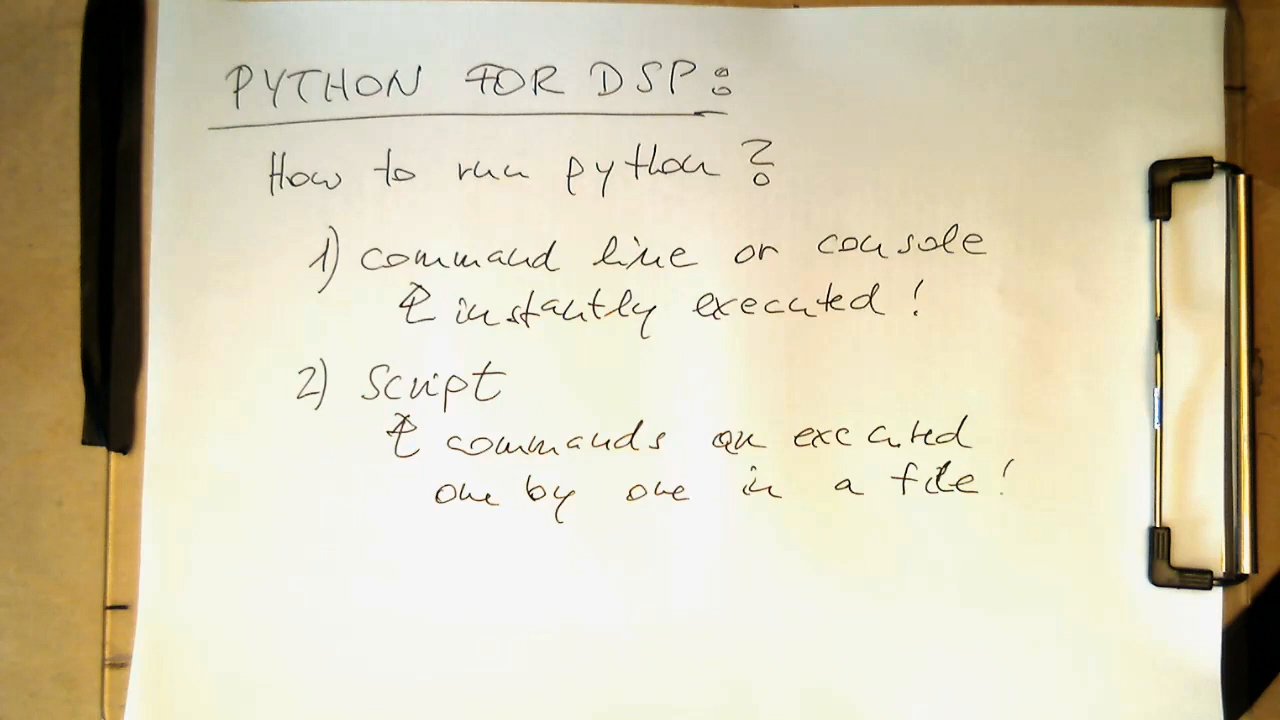 PYTHON FOR DSP:
How to run python?
1) command line or console
↳ instantly executed!
2) Script
↳ commands are executed
one by one in a file!